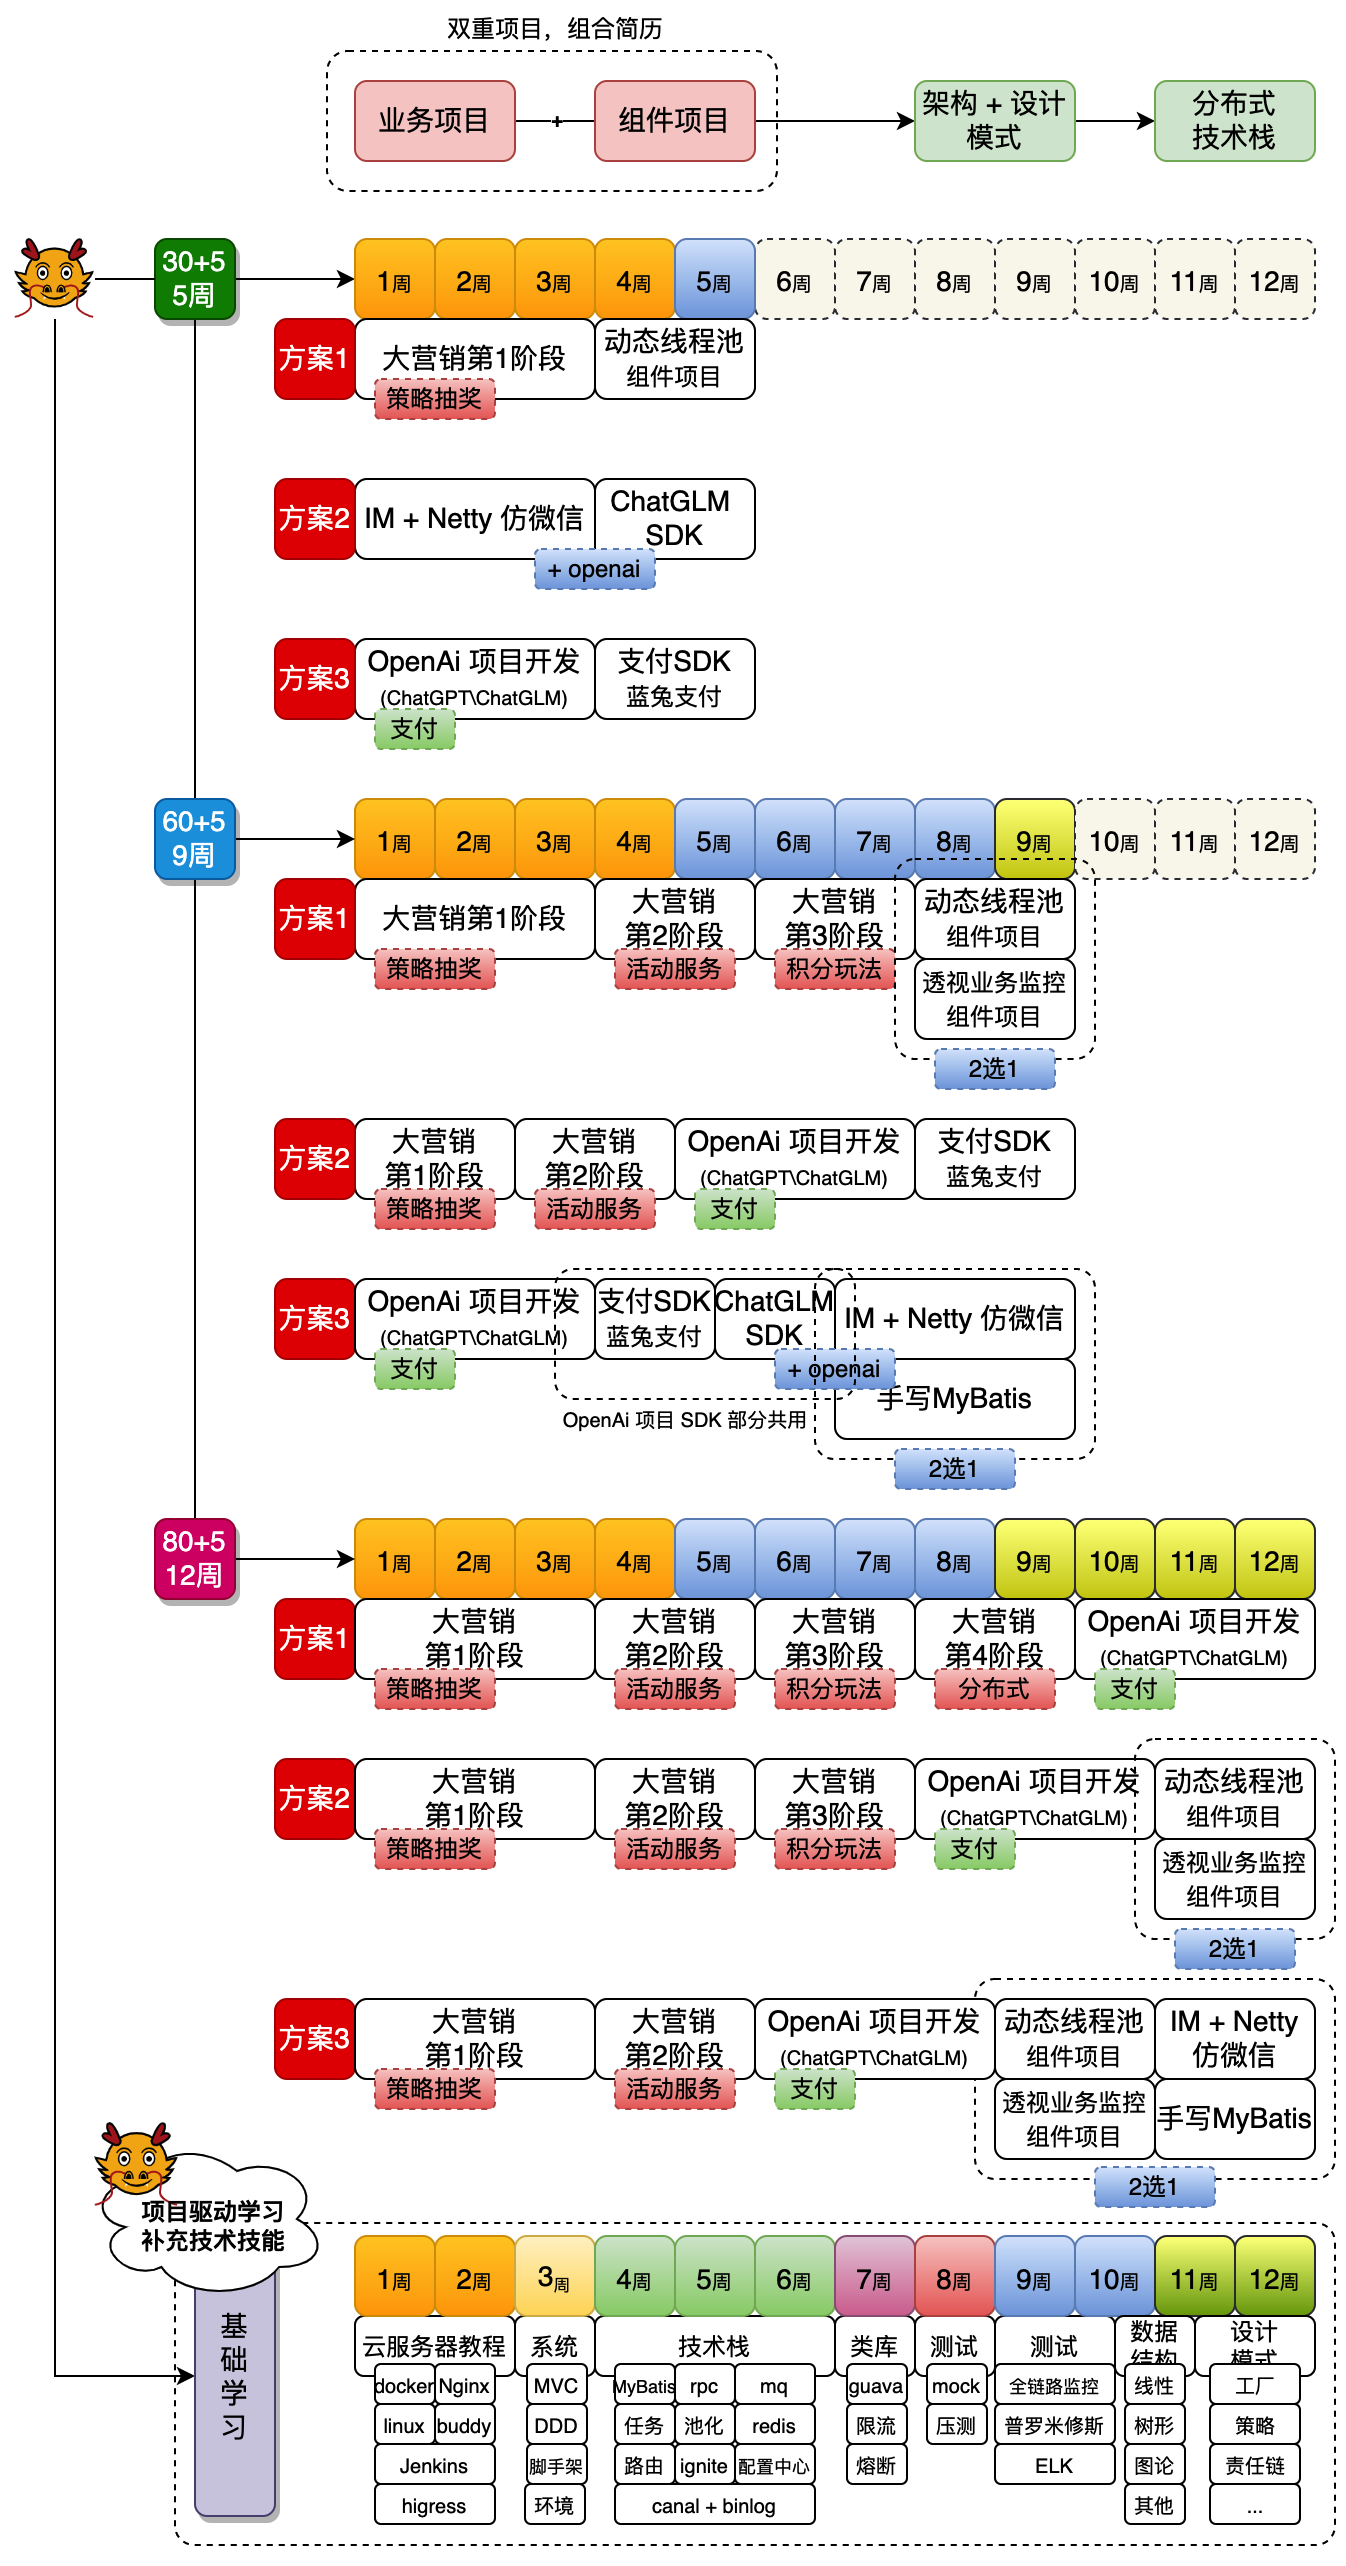 双重项目，组合简历
业务项目
+
组件项目
架构 + 设计
模式
分布式
技术栈
30+5
5周
1周
2周
3周
4周
5周
6周
7周
8周
9周
10周
11周
12周
方案1
大营销第1阶段
策略抽奖
动态线程池
组件项目
方案2
IM + Netty 仿微信
ChatGLM
SDK
+ openai
方案3
OpenAi 项目开发
(ChatGPT\ChatGLM)
支付
支付SDK
蓝兔支付
60+5
9周
1周
2周
3周
4周
5周
6周
7周
8周
9周
10周
11周
12周
方案1
大营销第1阶段
策略抽奖
大营销
第2阶段
活动服务
大营销
第3阶段
积分玩法
动态线程池
组件项目
透视业务监控
组件项目
2选1
方案2
大营销
第1阶段
策略抽奖
大营销
第2阶段
活动服务
OpenAi 项目开发
(ChatGPT\ChatGLM)
支付
支付SDK
蓝兔支付
方案3
OpenAi 项目开发
(ChatGPT\ChatGLM)
支付
支付SDK
蓝兔支付
ChatGLM
SDK
+ openai
OpenAi 项目 SDK 部分共用
IM + Netty 仿微信
手写MyBatis
2选1
80+5
12周
1周
2周
3周
4周
5周
6周
7周
8周
9周
10周
11周
12周
方案1
大营销
第1阶段
策略抽奖
大营销
第2阶段
活动服务
大营销
第3阶段
积分玩法
大营销
第4阶段
分布式
OpenAi 项目开发
(ChatGPT\ChatGLM)
支付
方案2
大营销
第1阶段
策略抽奖
大营销
第2阶段
活动服务
大营销
第3阶段
积分玩法
OpenAi 项目开发
(ChatGPT\ChatGLM)
支付
动态线程池
组件项目
透视业务监控
组件项目
2选1
方案3
大营销
第1阶段
策略抽奖
大营销
第2阶段
活动服务
OpenAi 项目开发
(ChatGPT\ChatGLM)
支付
动态线程池
组件项目
IM + Netty
仿微信
透视业务监控
组件项目
手写MyBatis
2选1
项目驱动学习
补充技术技能
基
础
学
习
1周
2周
3周
4周
5周
6周
7周
8周
9周
10周
11周
12周
云服务器教程
docker
Nginx
linux
buddy
Jenkins
higress
系统
MVC
DDD
脚手架
环境
技术栈
MyBatis
rpc
mq
任务
池化
redis
路由
ignite
配置中心
canal + binlog
类库
guava
限流
熔断
测试
mock
压测
测试
全链路监控
普罗米修斯
ELK
数据
结构
线性
树形
图论
其他
设计
模式
工厂
策略
责任链
...